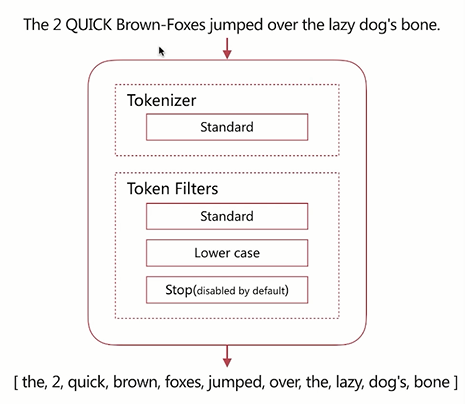 The 2 QUICK Brown-Foxes jumped over the lazy dog's bone.
Tokenizer
Standard
Token Filters
Standard
Lower case
Stop(disabled by default)
[ the, 2, quick, brown, foxes, jumped, over, the, lazy, dog's, bone ]